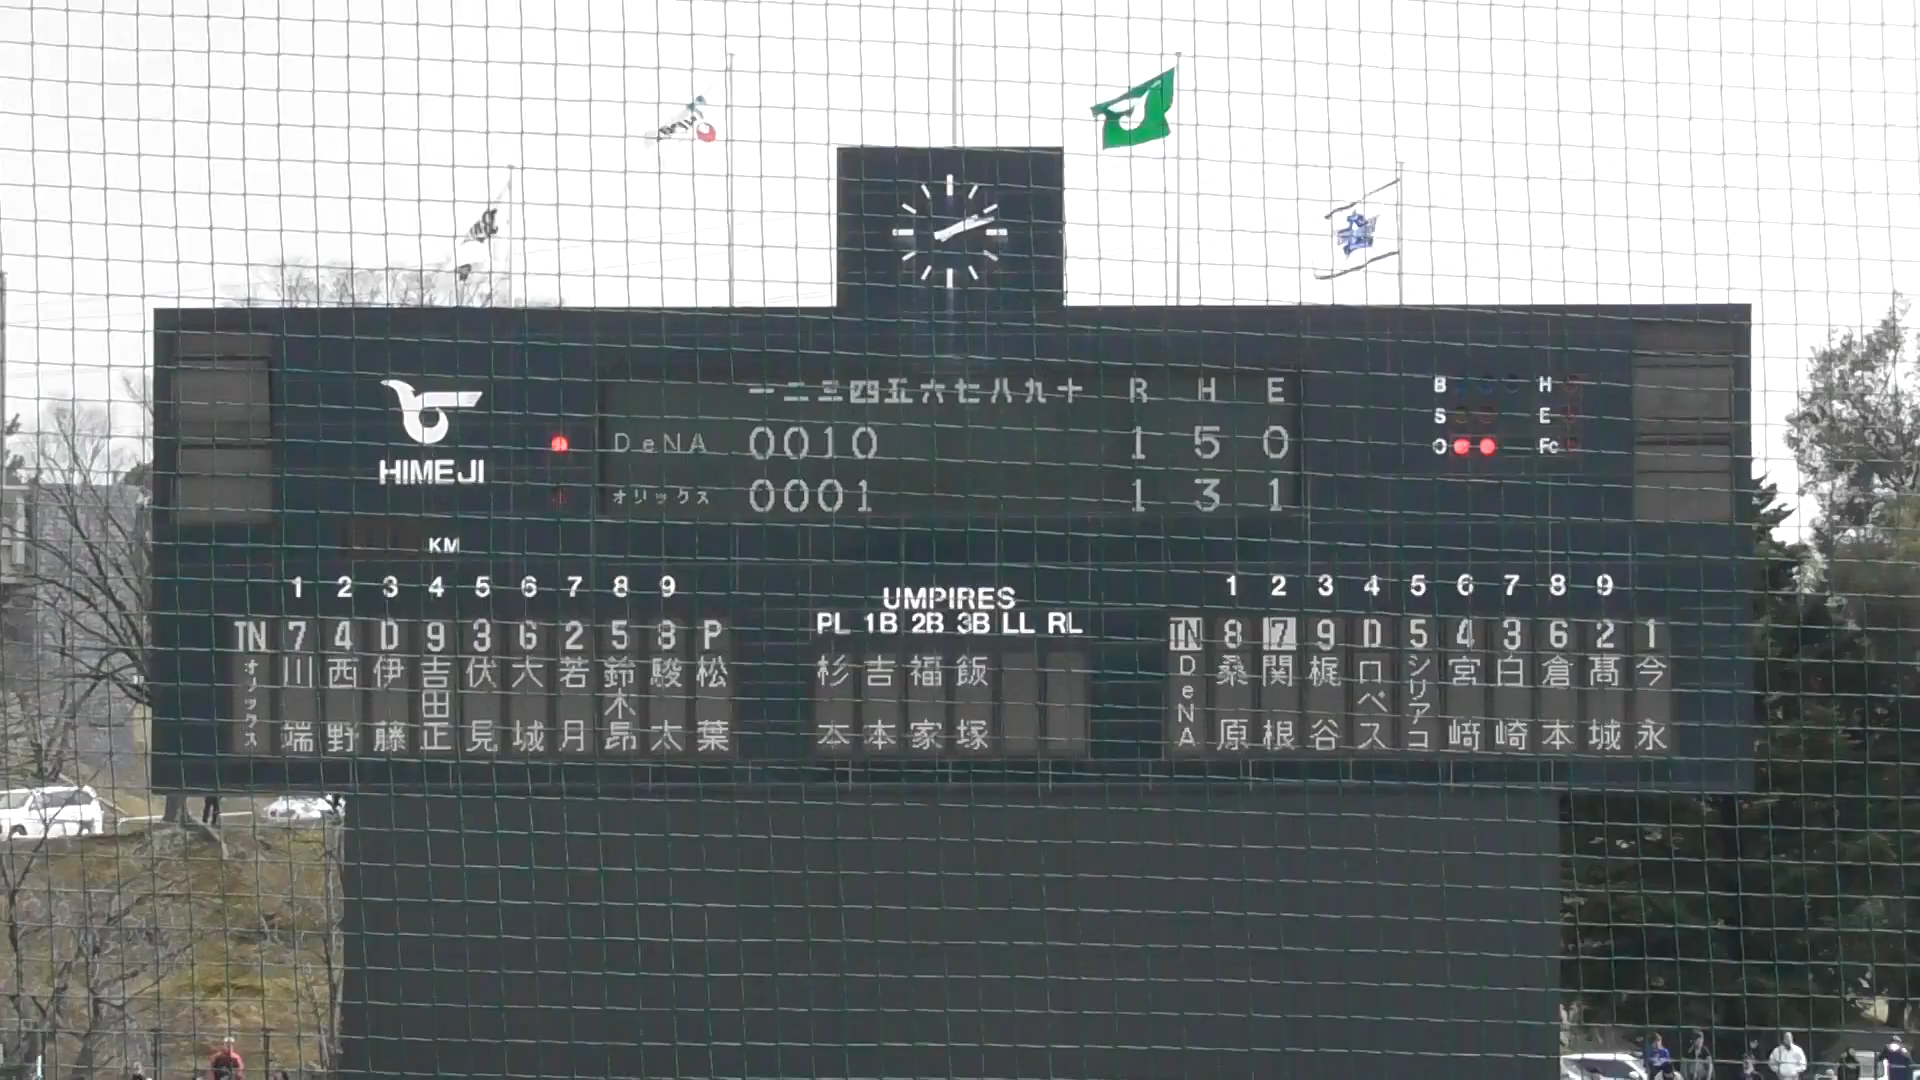 一二三四五六七八九十 R H E
DeNA 0010 1 5 0
オリックス 0001 1 3 1
B H
S E
O Fc
HIMEJI
KM
1 2 3 4 5 6 7 8 9
IN 7 4 D 9 3 6 2 5 8 P
オリックス 川端 西野 伊藤 吉田正 伏見 大城 若月 鈴木昂 駿太 松葉
UMPIRES
PL 1B 2B 3B LL RL
杉本 吉本 福家 飯塚
1 2 3 4 5 6 7 8 9
IN 8 7 9 D 5 4 3 6 2 1
DeNA 桑原 関根 梶谷 ロペス シリアコ 宮﨑 白崎 倉本 髙城 今永